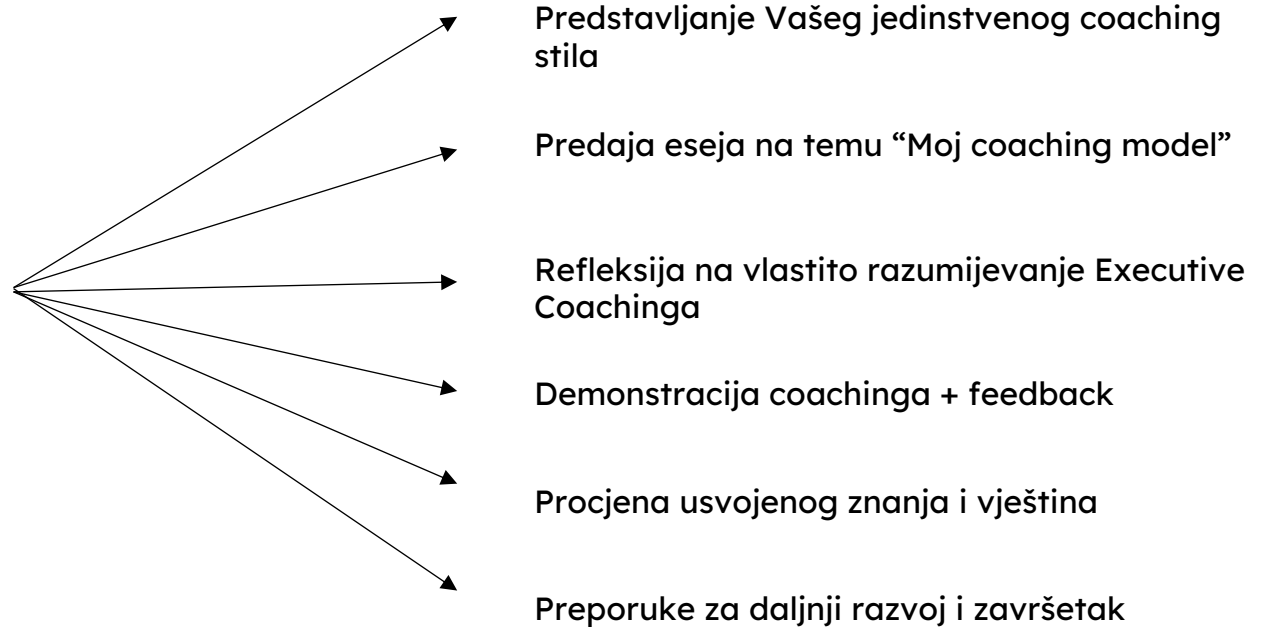 Predstavljanje Vašeg jedinstvenog coaching
stila
Predaja eseja na temu “Moj coaching model”
Refleksija na vlastito razumijevanje Executive
Coachinga
Demonstracija coachinga + feedback
Procjena usvojenog znanja i vještina
Preporuke za daljnji razvoj i završetak